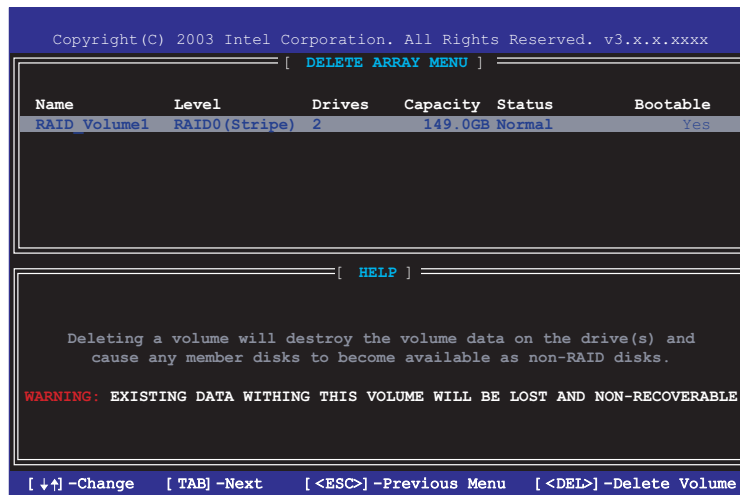 Copyright(C) 2003 Intel Corporation. All Rights Reserved. v3.x.x.xxxx
[ DELETE ARRAY MENU ]
Name Level Drives Capacity Status Bootable
RAID_Volume1 RAID0(Stripe) 2 149.0GB Normal Yes
[ HELP ]
Deleting a volume will destroy the volume data on the drive(s) and
cause any member disks to become available as non-RAID disks.
WARNING: EXISTING DATA WITHING THIS VOLUME WILL BE LOST AND NON-RECOVERABLE
[↓↑]-Change [TAB]-Next [<ESC>]-Previous Menu [<DEL>]-Delete Volume